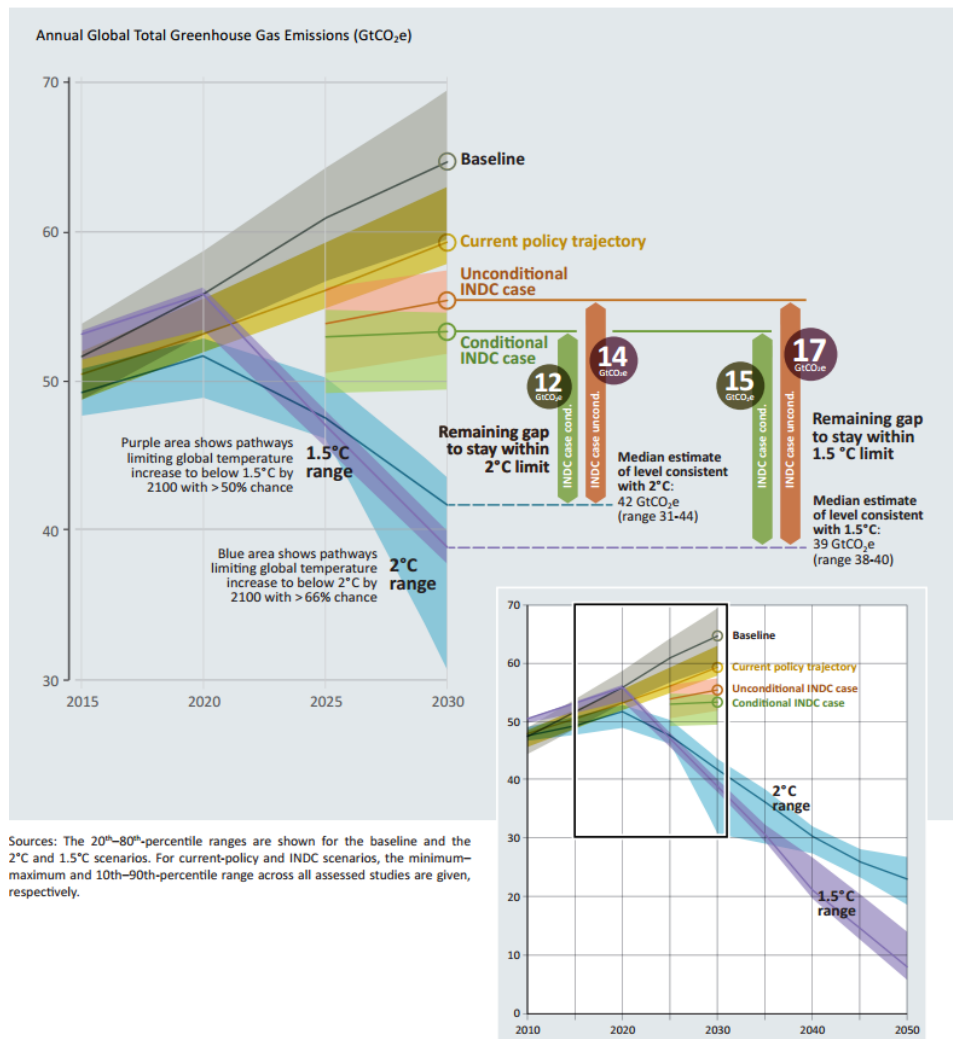 Annual Global Total Greenhouse Gas Emissions (GtCO₂e)
70
60
50
40
30
2015
2020
2025
2030
Baseline
Current policy trajectory
Unconditional
INDC case
Conditional
INDC case
12
GtCO₂e
14
GtCO₂e
15
GtCO₂e
17
GtCO₂e
INDC case cond.
INDC case uncond.
INDC case cond.
INDC case uncond.
Remaining gap
to stay within
2°C limit
Remaining gap
to stay within
1.5 °C limit
Median estimate
of level consistent
with 2°C:
42 GtCO₂e
(range 31-44)
Median estimate
of level consistent
with 1.5°C:
39 GtCO₂e
(range 38-40)
Purple area shows pathways
limiting global temperature
increase to below 1.5°C by
2100 with >50% chance
1.5°C
range
Blue area shows pathways
limiting global temperature
increase to below 2°C by
2100 with >66% chance
2°C
range
70
60
50
40
30
20
10
0
2010
2020
2030
2040
2050
Baseline
Current policy trajectory
Unconditional INDC case
Conditional INDC case
2°C
range
1.5°C
range
Sources: The 20th–80th-percentile ranges are shown for the baseline and the
2°C and 1.5°C scenarios. For current-policy and INDC scenarios, the minimum–
maximum and 10th–90th-percentile range across all assessed studies are given,
respectively.